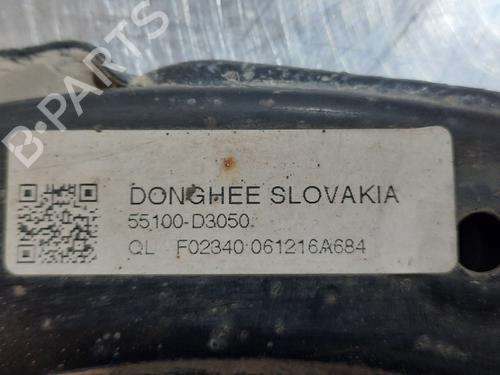 B-PARTS
DONGHEE SLOVAKIA
55100-D3050
QL F02340 061216A684